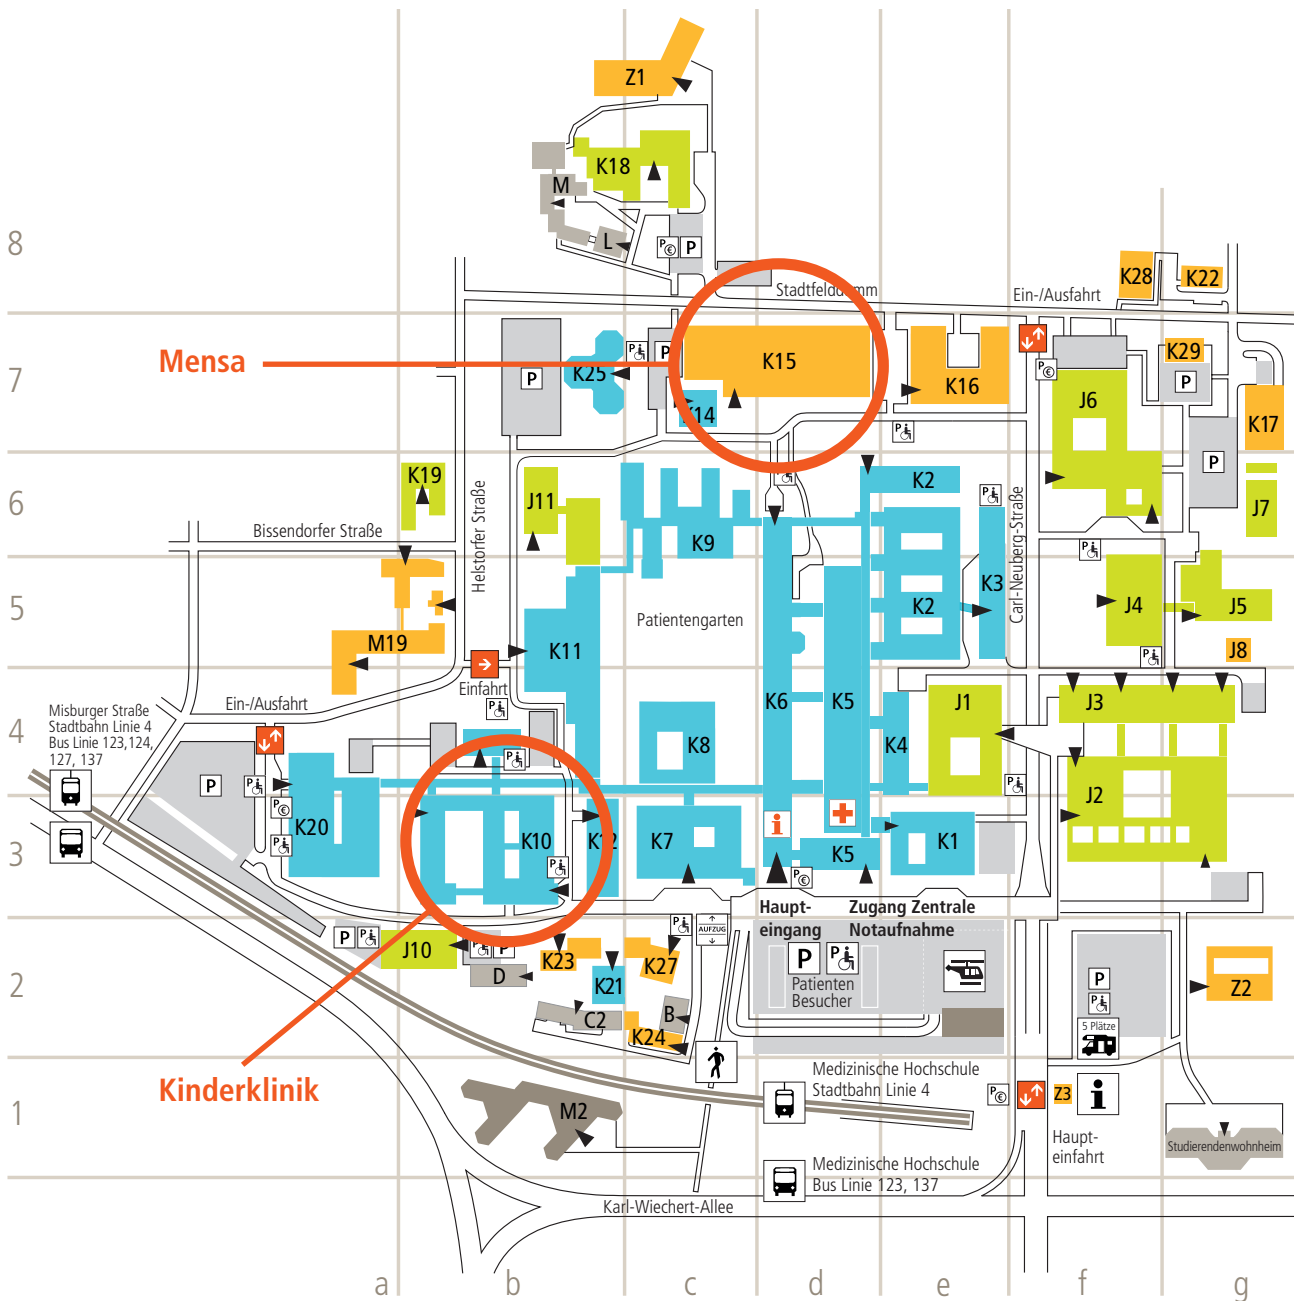 Z1
K18
M
L
P€
P
8
Stadtfelddamm
Ein-/Ausfahrt
K28
K22
Mensa
7
P
K25
P
P
K15
K14
K16
P
P€
J6
K29
P
K17
6
K19
J11
K9
K2
P
P
P
J7
Bissendorfer Straße
Helstorfer Straße
Carl-Neuberg-Straße
5
M19
K11
Patientengarten
K2
K3
P
J4
J5
J8
P
Einfahrt
Ein-/Ausfahrt
Misburger Straße
Stadtbahn Linie 4
Bus Linie 123,124,
127, 137
4
P
K8
K6
K5
K4
J1
J3
P
P
P
P€
P
J2
3
K20
K10
K12
K7
i
K5
K1
P
P€
Haupt-
eingang
Zugang Zentrale
Notaufnahme
P
P
J10
P
P
K23
K27
P
AUFZUG
P
P
Patienten
Besucher
P
P
2
D
K21
C2
B
K24
Z2
5 Plätze
Kinderklinik
1
M2
Medizinische Hochschule
Stadtbahn Linie 4
P€
Z3
i
Haupt-
einfahrt
Studierendenwohnheim
Medizinische Hochschule
Bus Linie 123, 137
Karl-Wiechert-Allee
a
b
c
d
e
f
g